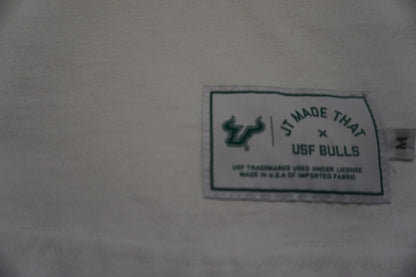 JT MADE THAT
x
USF BULLS
USF TRADEMARKS USED UNDER LICENSE
MADE IN U.S.A OF IMPORTED FABRIC
M